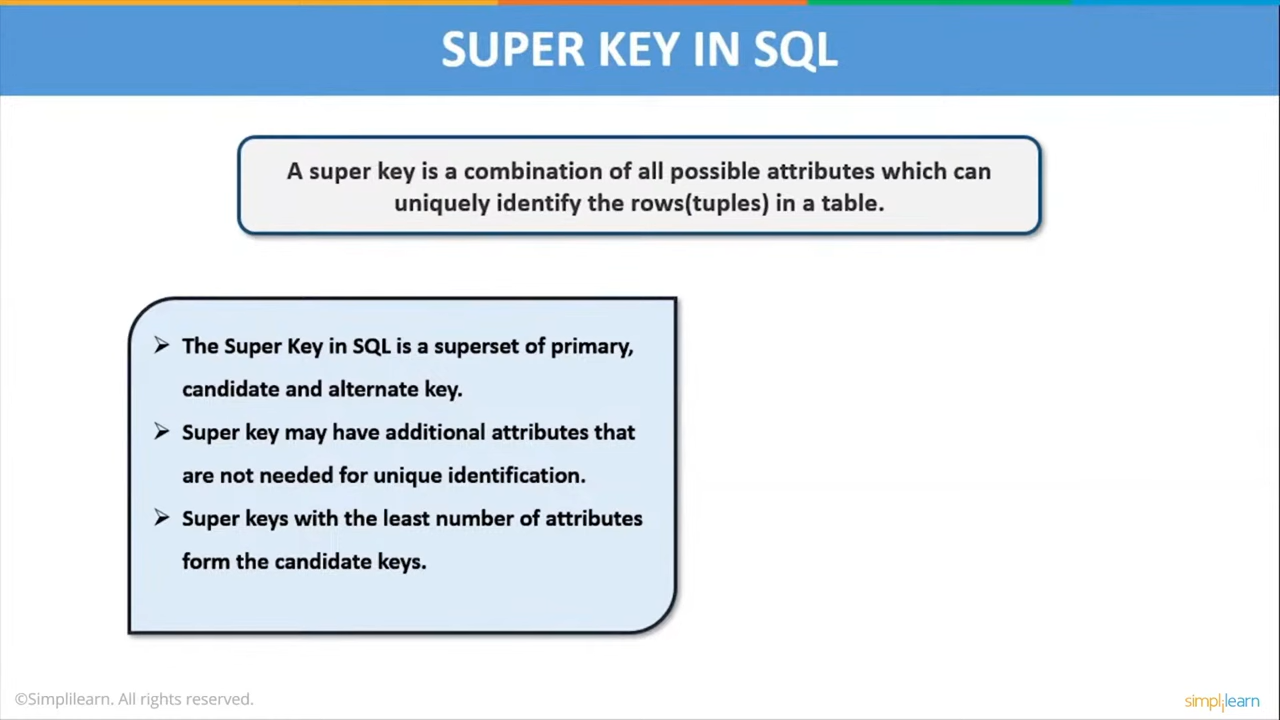 SUPER KEY IN SQL
A super key is a combination of all possible attributes which can
uniquely identify the rows(tuples) in a table.
The Super Key in SQL is a superset of primary,
candidate and alternate key.
Super key may have additional attributes that
are not needed for unique identification.
Super keys with the least number of attributes
form the candidate keys.
©Simplilearn. All rights reserved.
simplilearn